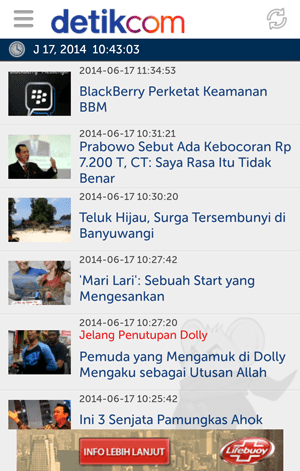 detikcom
J 17, 2014 10:43:03
2014-06-17 11:34:53
BlackBerry Perketat Keamanan
BBM
2014-06-17 10:31:21
Prabowo Sebut Ada Kebocoran Rp
7.200 T, CT: Saya Rasa Itu Tidak
Benar
2014-06-17 10:30:20
Teluk Hijau, Surga Tersembunyi di
Banyuwangi
2014-06-17 10:27:42
'Mari Lari': Sebuah Start yang
Mengesankan
2014-06-17 10:27:20
Jelang Penutupan Dolly
Pemuda yang Mengamuk di Dolly
Mengaku sebagai Utusan Allah
2014-06-17 10:25:42
Ini 3 Senjata Pamungkas Ahok
INFO LEBIH LANJUT
Lifebuoy